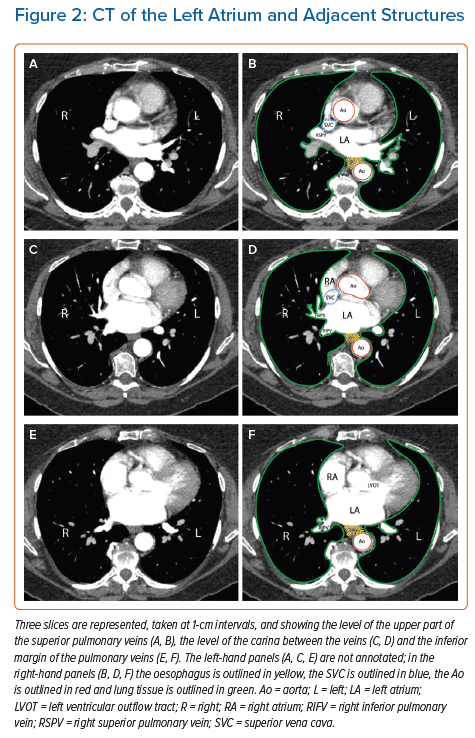 Figure 2: CT of the Left Atrium and Adjacent Structures
A
R
L
B
Ao
SVC
RSPV
LA
R
L
Ao
C
R
L
D
RA
Ao
SVC
LA
R
L
RIPV
Ao
E
R
L
F
RA
LVOT
LA
R
L
RIPV
Ao
Three slices are represented, taken at 1-cm intervals, and showing the level of the upper part
of the superior pulmonary veins (A, B), the level of the carina between the veins (C, D) and the inferior
margin of the pulmonary veins (E, F). The left-hand panels (A, C, E) are not annotated; in the
right-hand panels (B, D, F) the oesophagus is outlined in yellow, the SVC is outlined in blue, the Ao
is outlined in red and lung tissue is outlined in green. Ao = aorta; L = left; LA = left atrium;
LVOT = left ventricular outflow tract; R = right; RA = right atrium; RIFV = right inferior pulmonary
vein; RSPV = right superior pulmonary vein; SVC = superior vena cava.